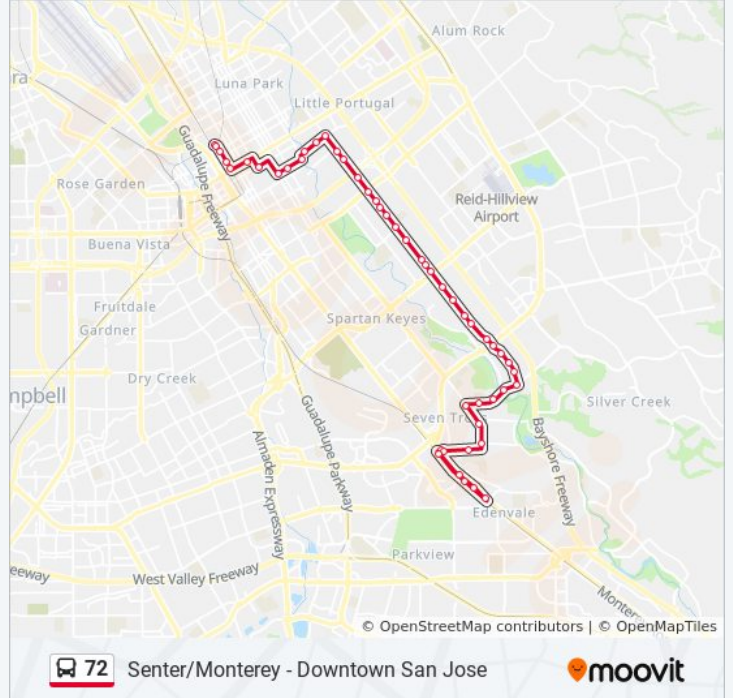 Alum Rock
Luna Park
ra
Little Portugal
Guadalupe Freeway
Rose Garden
Reid-Hillview
Airport
Buena Vista
Fruitdale
Gardner
Spartan Keyes
Dry Creek
mpbell
Silver Creek
Seven Tre
Guadalupe Parkway
Bayshore Freeway
Almaden Expressway
Edenvale
Parkview
eeway
West Valley Freeway
Monter
© OpenStreetMap contributors | © OpenMapTiles
72 Senter/Monterey - Downtown San Jose
moovit